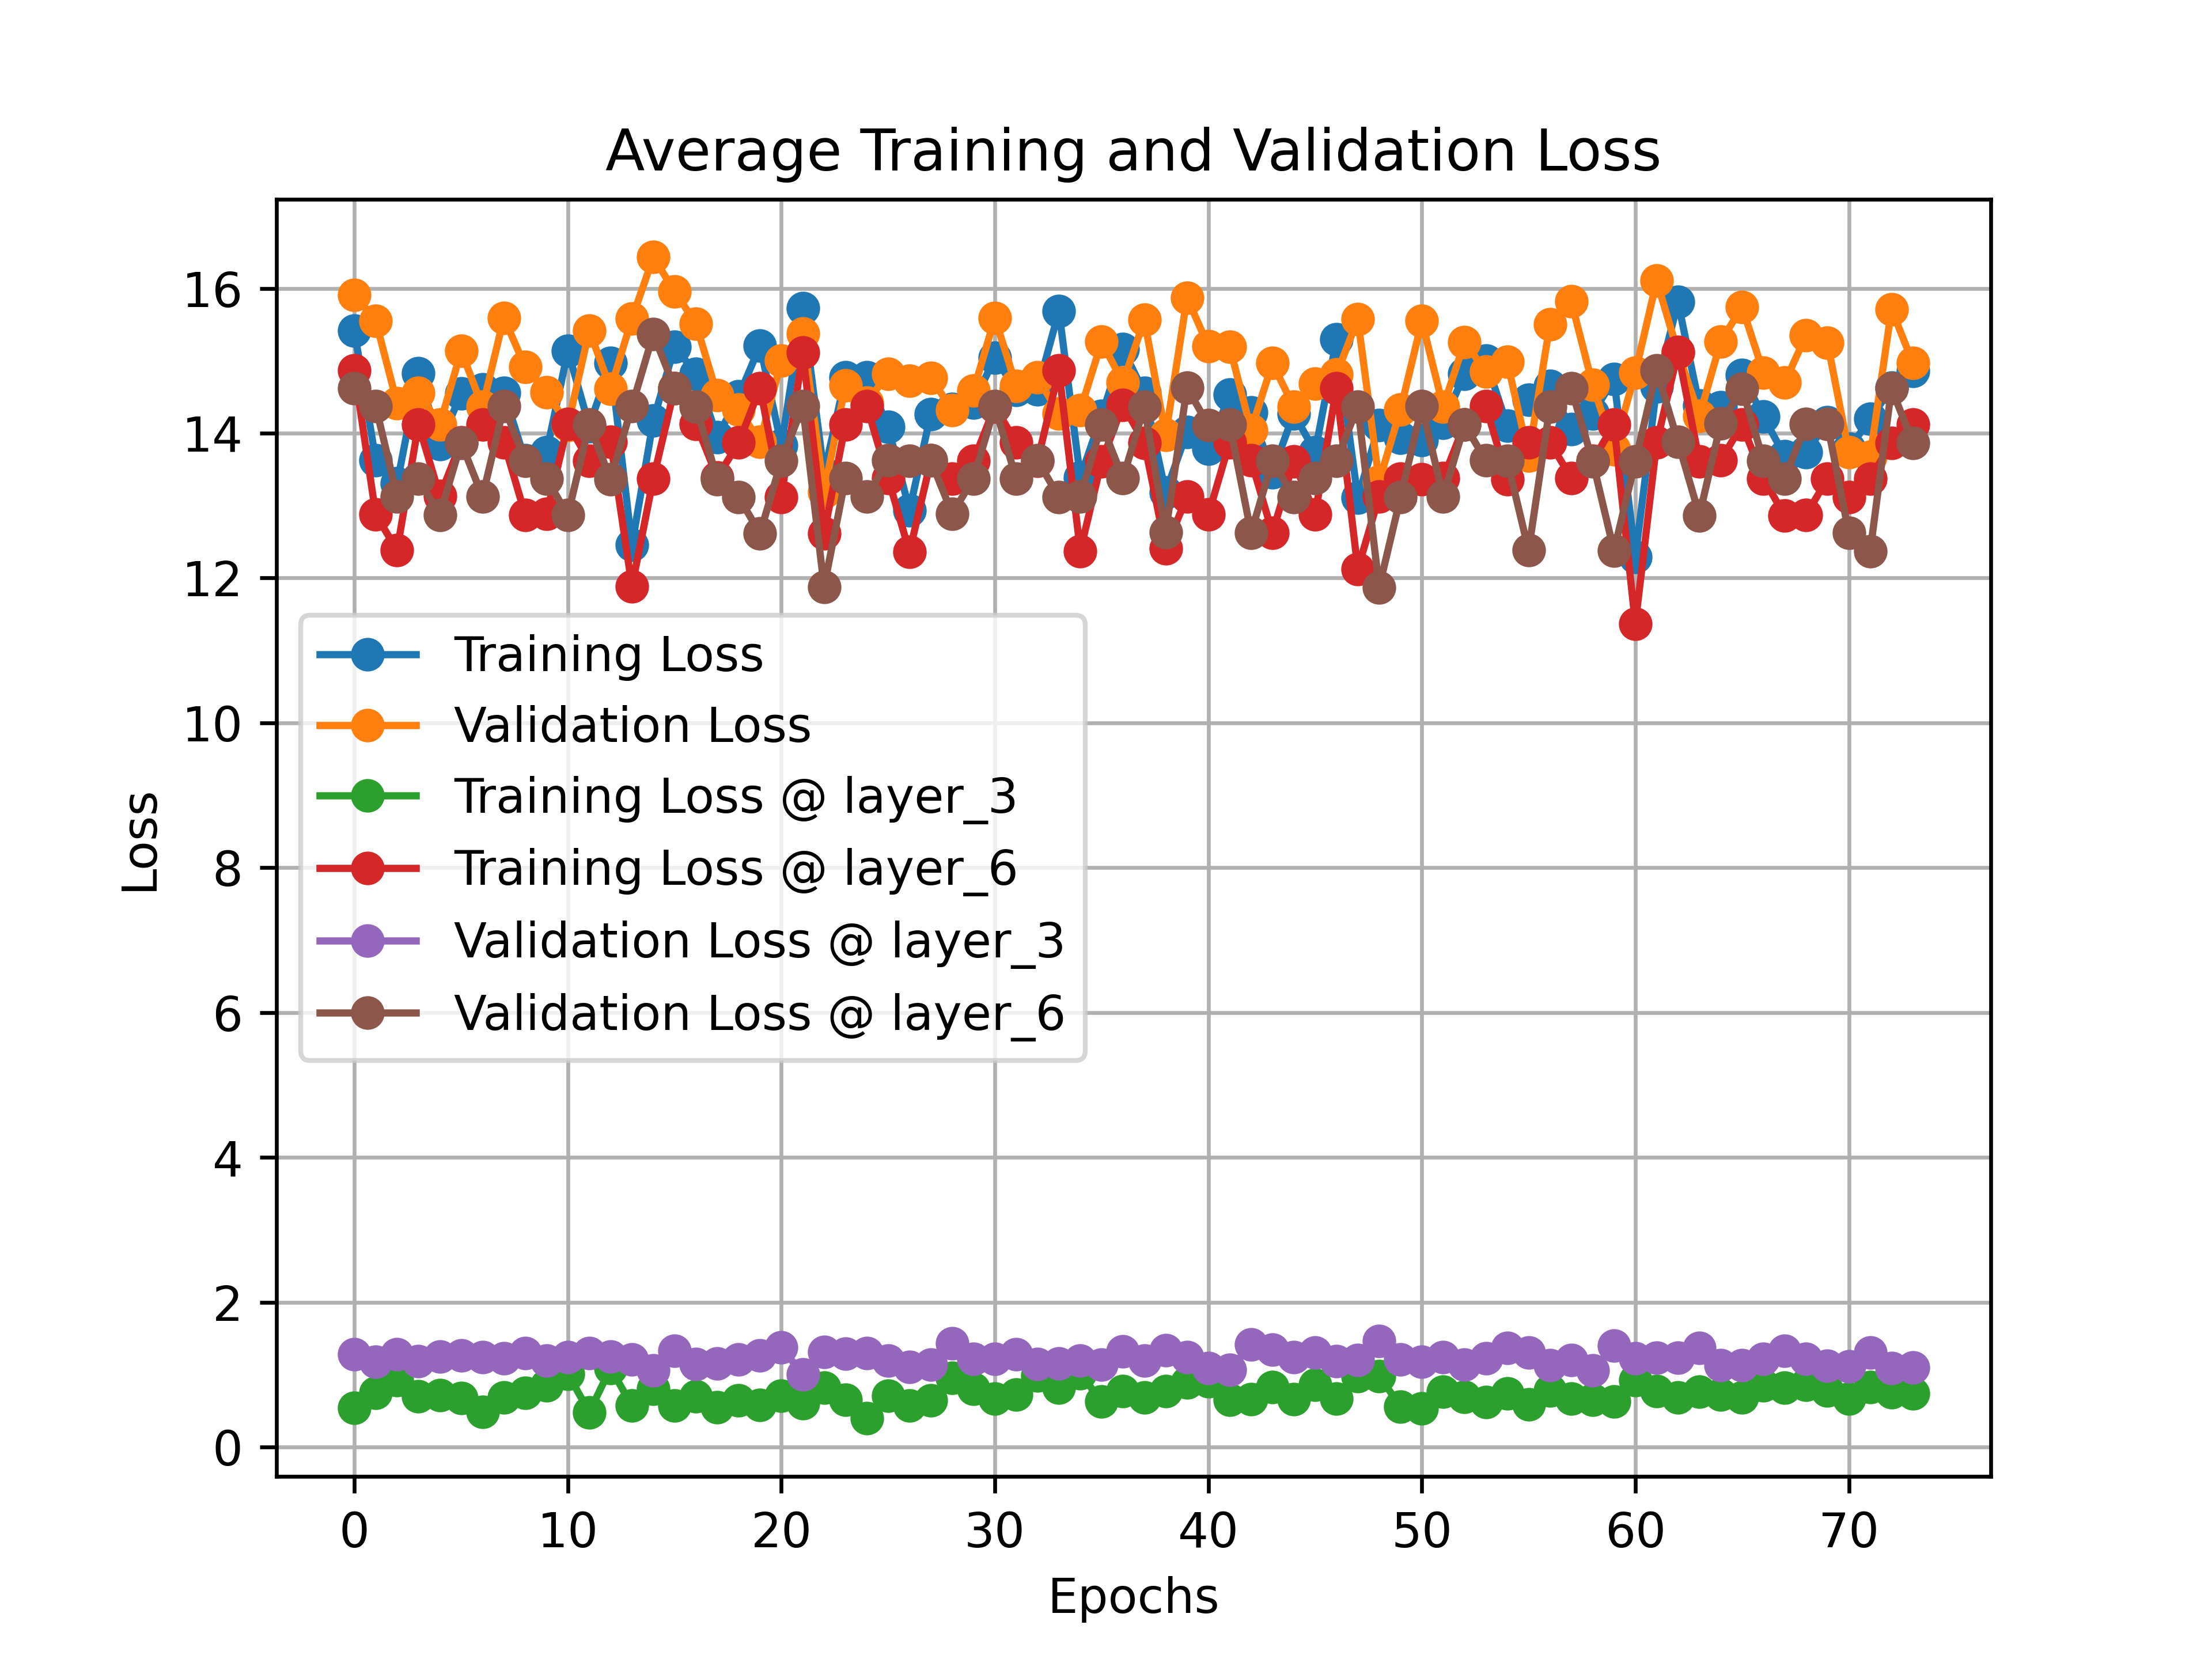 Average Training and Validation Loss
16
14
12
10
8
6
4
2
0
Loss
Training Loss
Validation Loss
Training Loss @ layer_3
Training Loss @ layer_6
Validation Loss @ layer_3
Validation Loss @ layer_6
0 10 20 30 40 50 60 70
Epochs